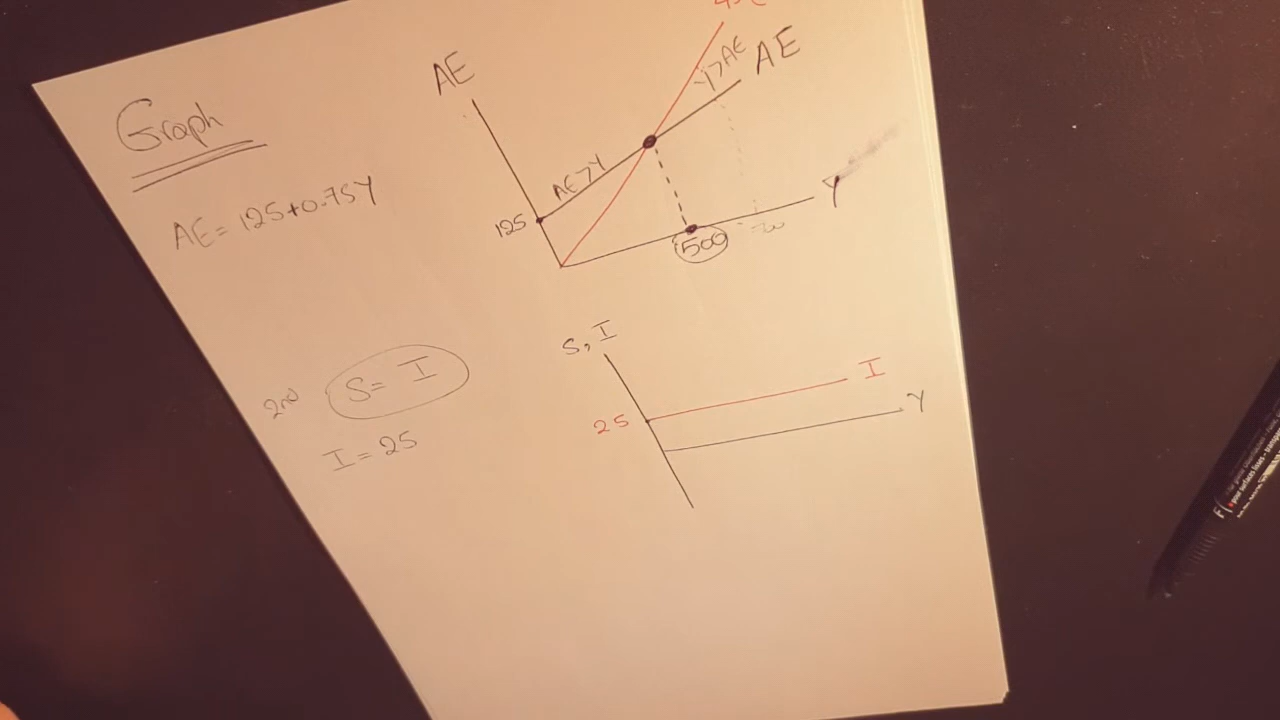 Graph
AE = 125+0.75Y
AE
AE
Y>AE
AE>Y
125
500
Y
2nd S = I
I = 25
S, I
I
25
Y